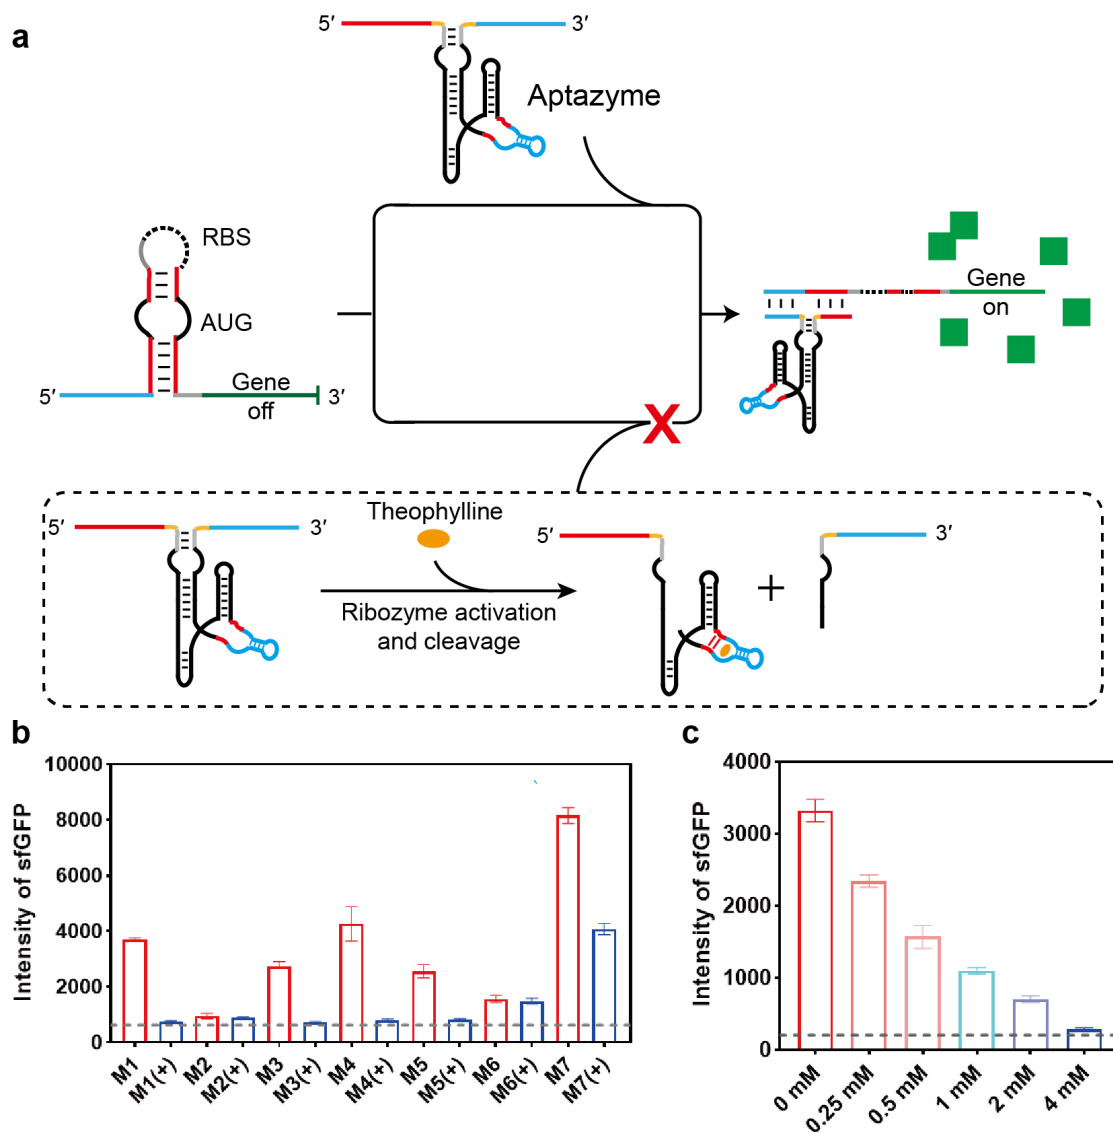 a
5′ 3′
Aptazyme
RBS
AUG
5′ Gene 3′
off
Gene
on
X
5′ 3′
Theophylline
Ribozyme activation
and cleavage
5′ + 3′
b
Intensity of sfGFP
10000
8000
6000
4000
2000
0
M1
M1(+)
M2
M2(+)
M3
M3(+)
M4
M4(+)
M5
M5(+)
M6
M6(+)
M7
M7(+)
c
Intensity of sfGFP
4000
3000
2000
1000
0
0 mM
0.25 mM
0.5 mM
1 mM
2 mM
4 mM